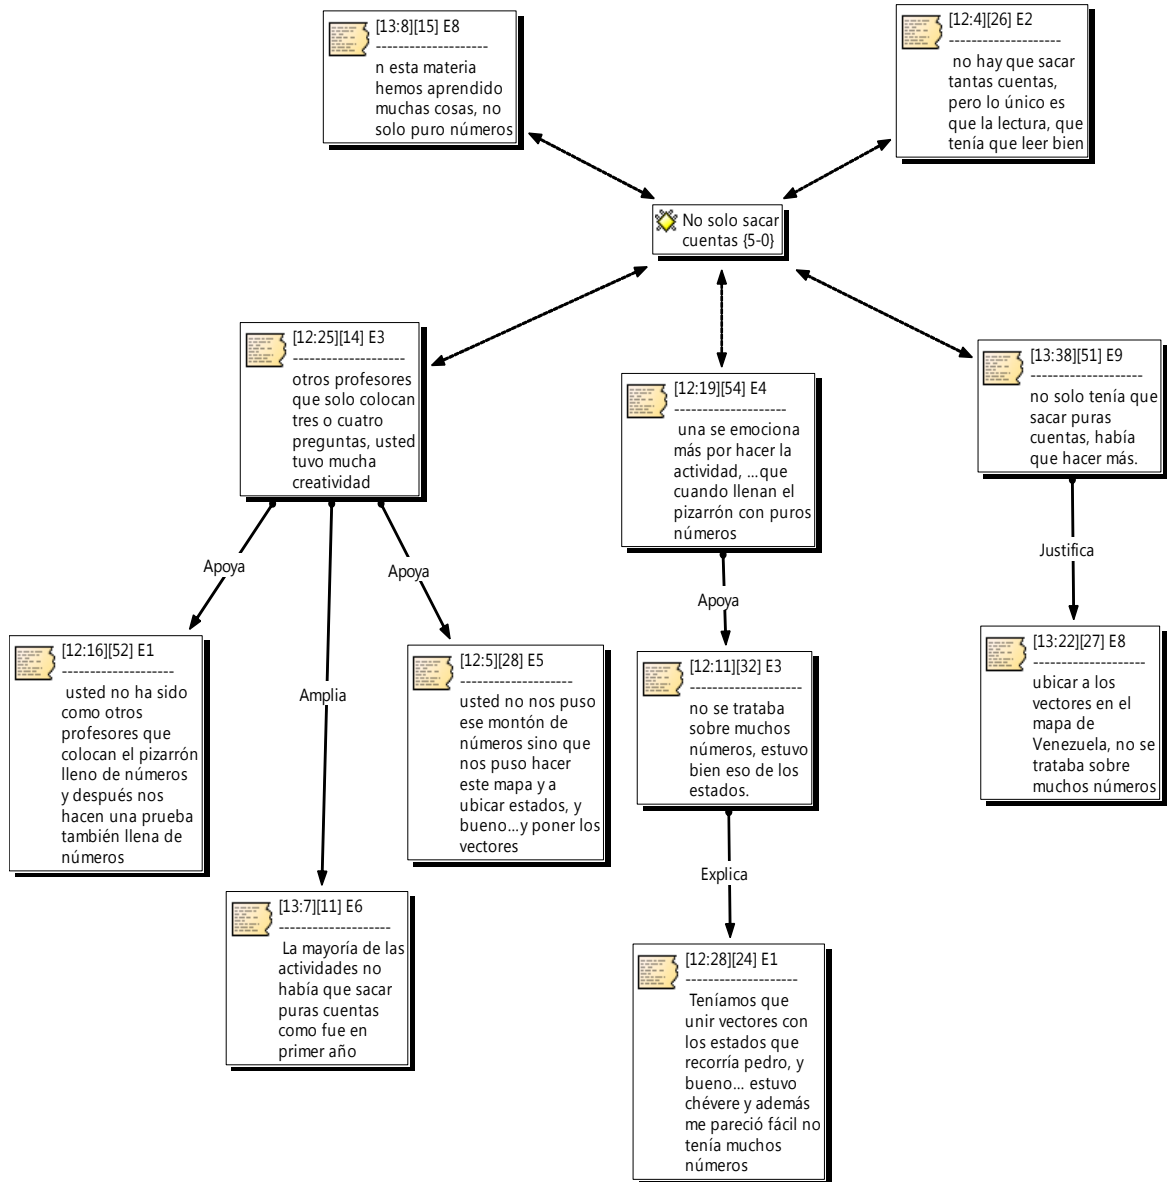 [13:8][15] E8
--------------------
n esta materia
hemos aprendido
muchas cosas, no
solo puro números
[12:4][26] E2
--------------------
no hay que sacar
tantas cuentas,
pero lo único es
que la lectura, que
tenía que leer bien
No solo sacar
cuentas {5-0}
[12:25][14] E3
--------------------
otros profesores
que solo colocan
tres o cuatro
preguntas, usted
tuvo mucha
creatividad
[12:19][54] E4
--------------------
una se emociona
más por hacer la
actividad, ...que
cuando llenan el
pizarrón con puros
números
[13:38][51] E9
--------------------
no solo tenía que
sacar puras
cuentas, había
que hacer más.
Apoya
Amplia
Apoya
Apoya
Justifica
[12:16][52] E1
--------------------
usted no ha sido
como otros
profesores que
colocan el pizarrón
lleno de números
y después nos
hacen una prueba
también llena de
números
[12:5][28] E5
--------------------
usted no nos puso
ese montón de
números sino que
nos puso hacer
este mapa y a
ubicar estados, y
bueno...y poner los
vectores
[12:11][32] E3
--------------------
no se trataba
sobre muchos
números, estuvo
bien eso de los
estados.
[13:22][27] E8
--------------------
ubicar a los
vectores en el
mapa de
Venezuela, no se
trataba sobre
muchos números
Explica
[13:7][11] E6
--------------------
La mayoría de las
actividades no
había que sacar
puras cuentas
como fue en
primer año
[12:28][24] E1
--------------------
Teníamos que
unir vectores con
los estados que
recorría pedro, y
bueno... estuvo
chévere y además
me pareció fácil no
tenía muchos
números